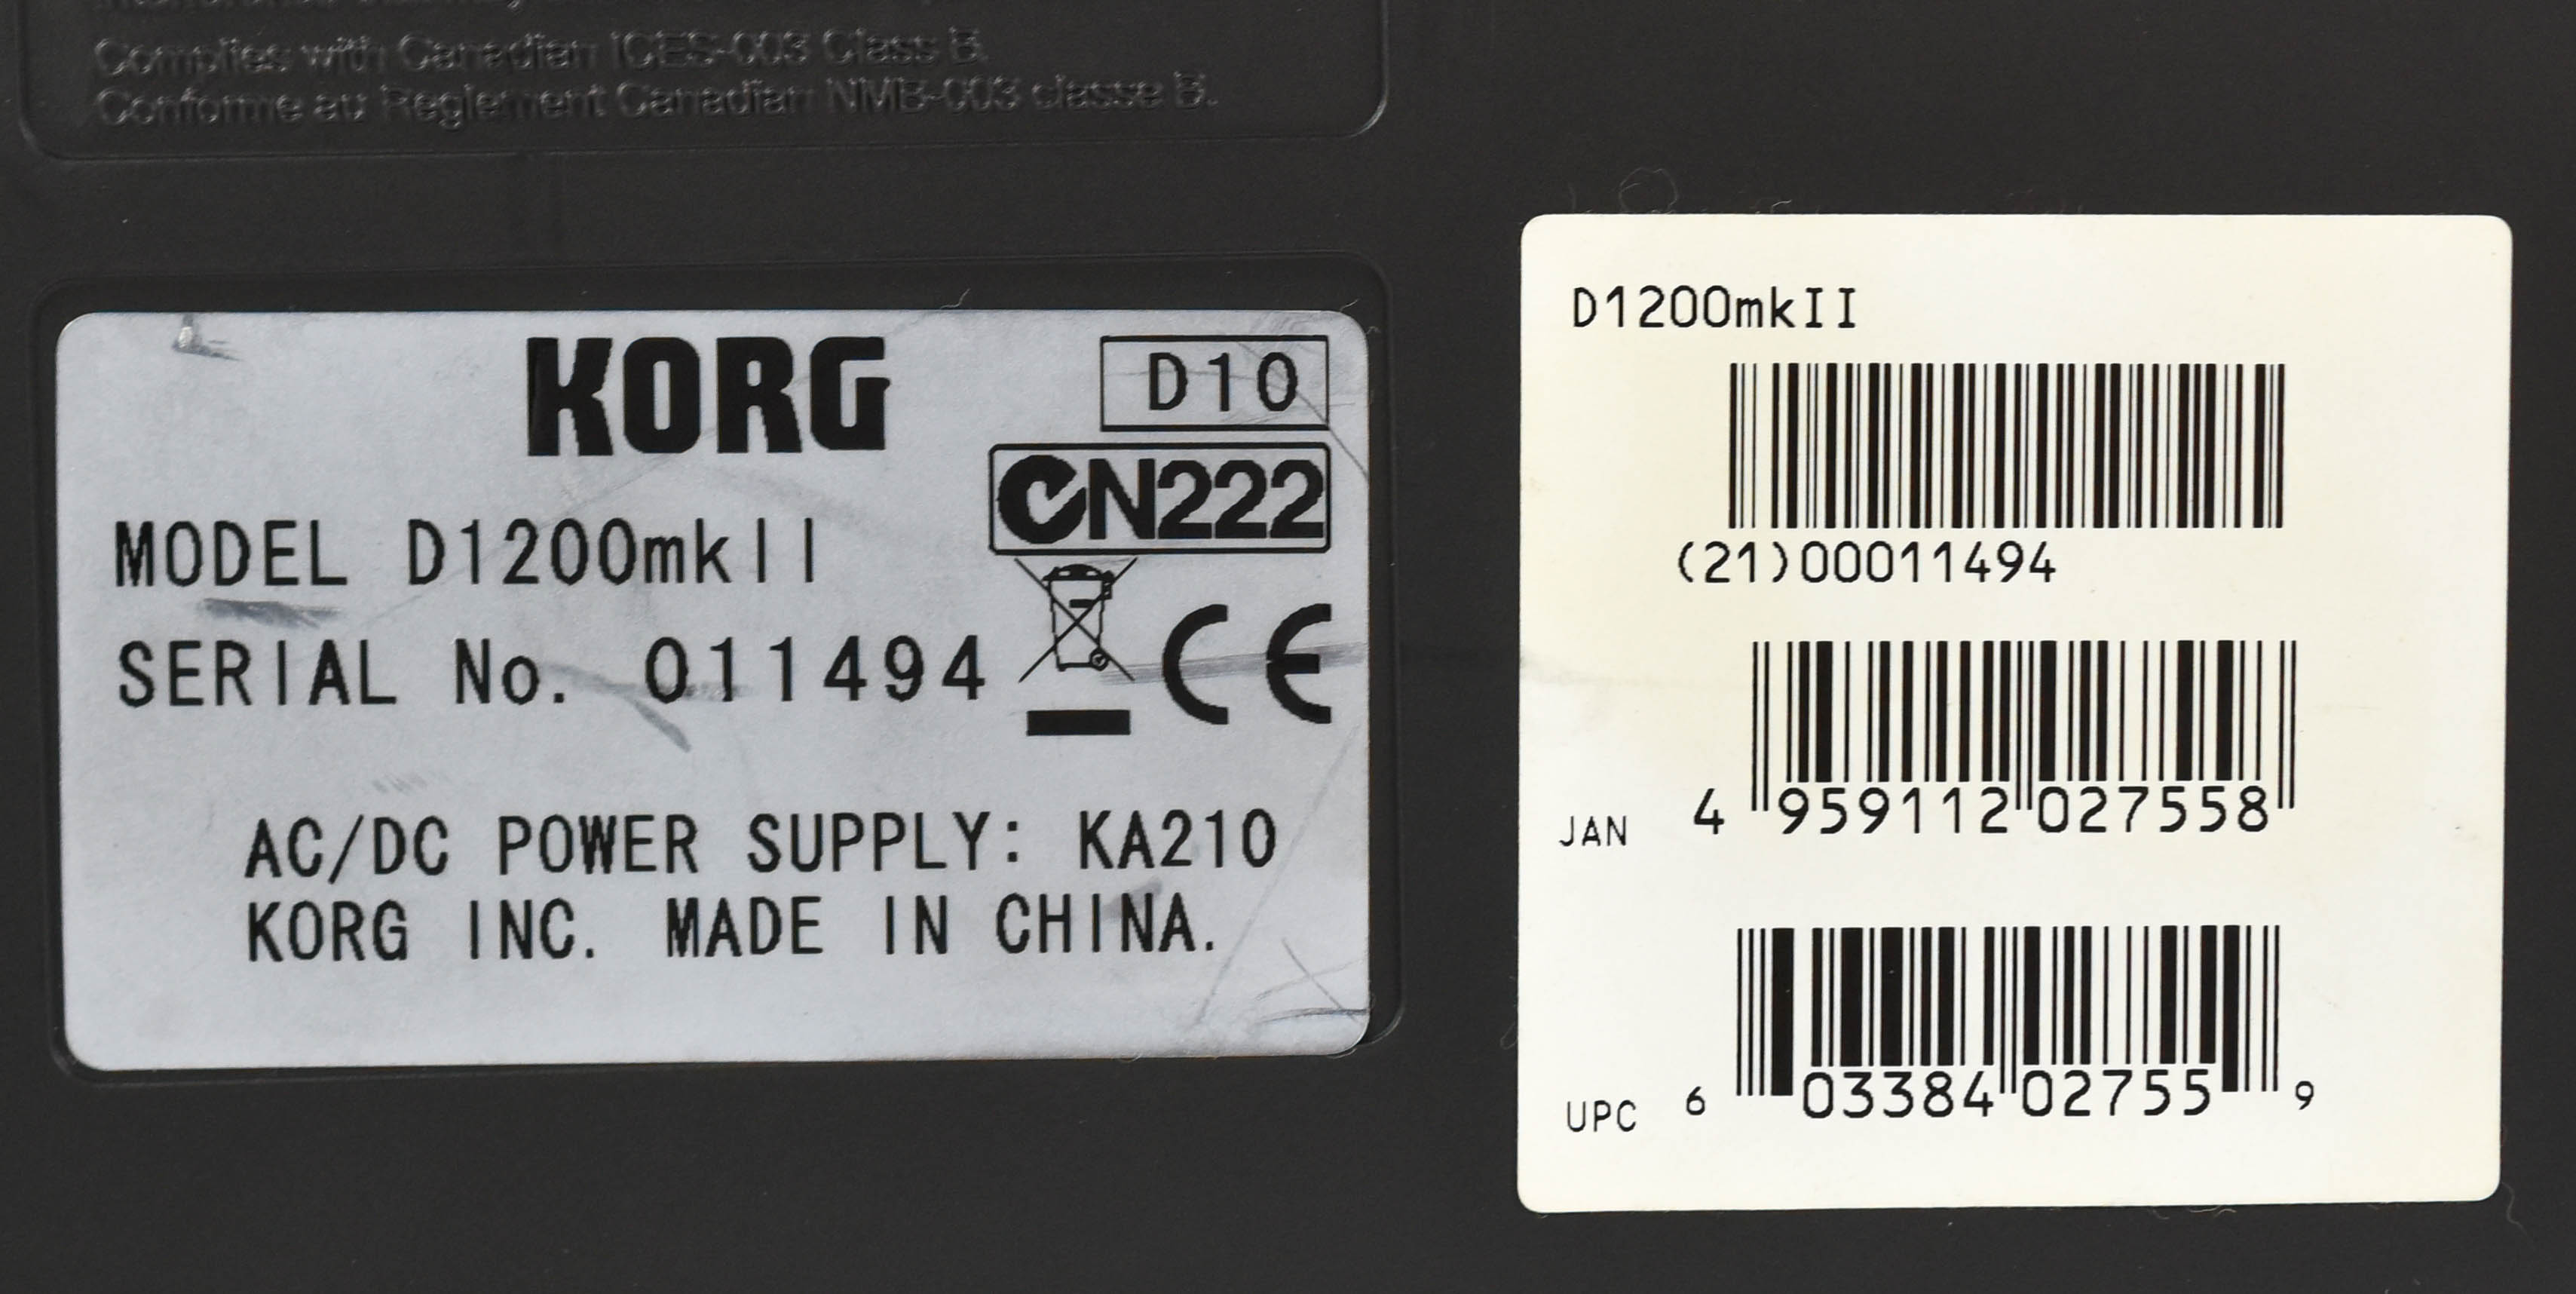 Complies with Canadian ICES-003 Class B.
Conforme au Reglement Canadian NMB-003 classe B.
KORG
D10
N222
MODEL D1200mkII
SERIAL No. 011494
CE
AC/DC POWER SUPPLY: KA210
KORG INC. MADE IN CHINA.
D1200mkII
(21)00011494
JAN 4 959112 027558
UPC 6 03384 02755 9